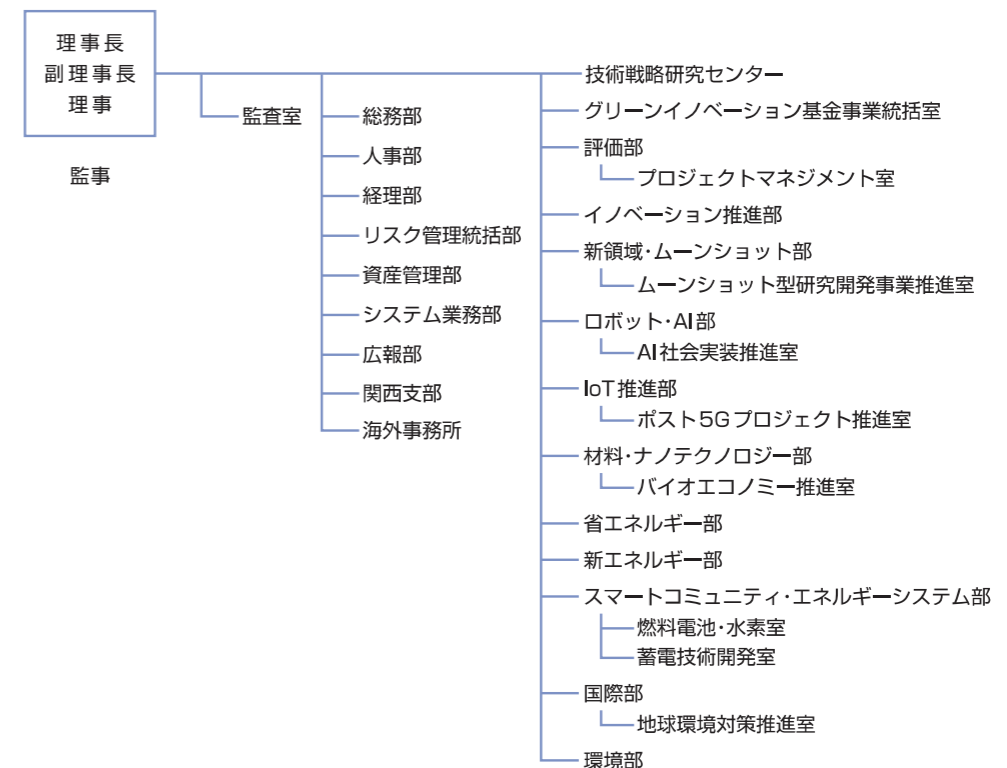 理事長
副理事長
理事
監事
監査室
総務部
人事部
経理部
リスク管理統括部
資産管理部
システム業務部
広報部
関西支部
海外事務所
技術戦略研究センター
グリーンイノベーション基金事業統括室
評価部
プロジェクトマネジメント室
イノベーション推進部
新領域・ムーンショット部
ムーンショット型研究開発事業推進室
ロボット・AI部
AI社会実装推進室
IoT推進部
ポスト5Gプロジェクト推進室
材料・ナノテクノロジー部
バイオエコノミー推進室
省エネルギー部
新エネルギー部
スマートコミュニティ・エネルギーシステム部
燃料電池・水素室
蓄電技術開発室
国際部
地球環境対策推進室
環境部